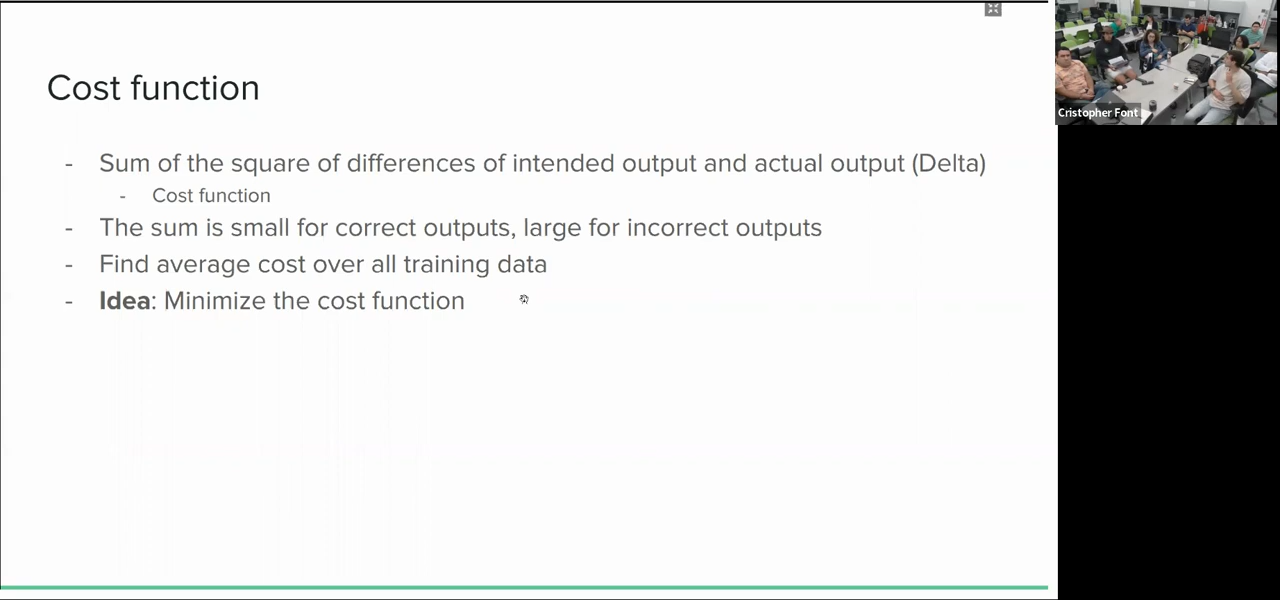 Cost function
- Sum of the square of differences of intended output and actual output (Delta)
- Cost function
- The sum is small for correct outputs, large for incorrect outputs
- Find average cost over all training data
- Idea: Minimize the cost function
Cristopher Font